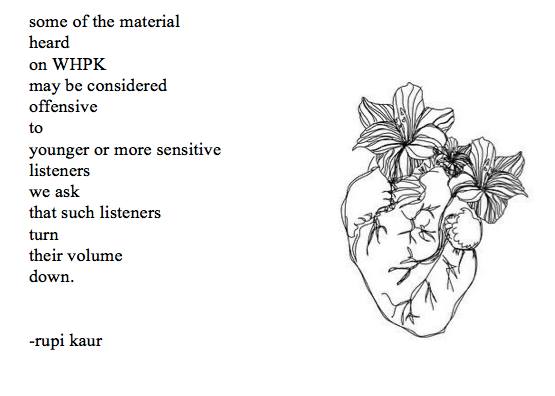 some of the material
heard
on WHPK
may be considered
offensive
to
younger or more sensitive
listeners
we ask
that such listeners
turn
their volume
down.
-rupi kaur